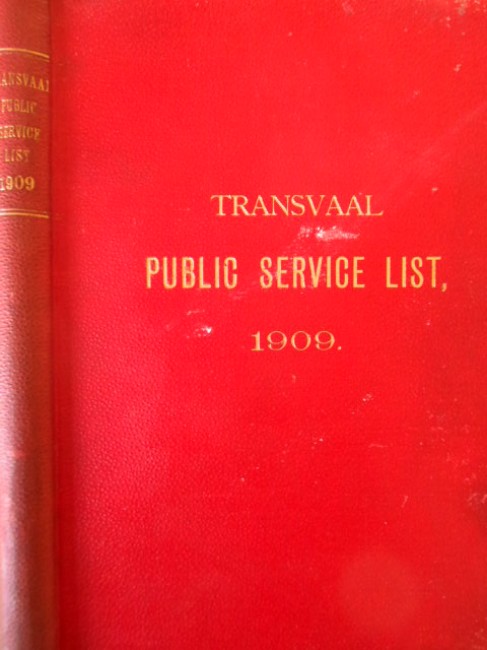 TRANSVAAL
PUBLIC
SERVICE
LIST
1909
TRANSVAAL
PUBLIC SERVICE LIST,
1909.